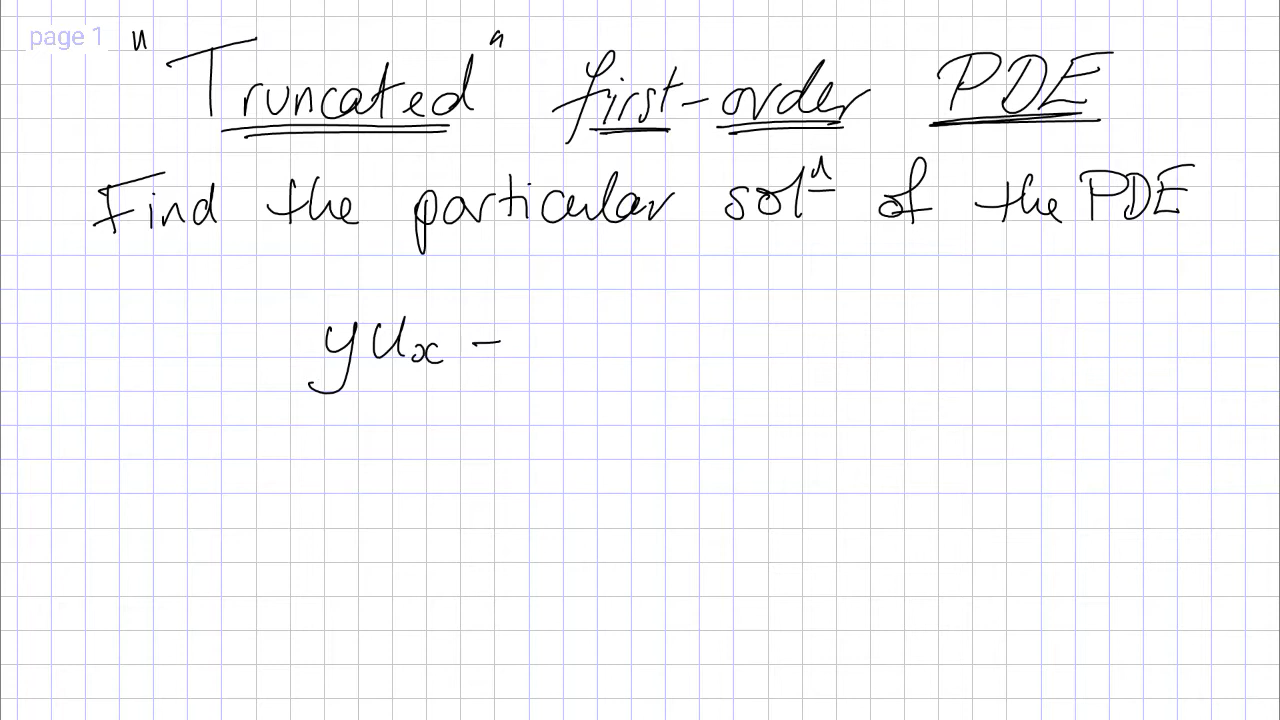 page 1
"Truncated" first-order PDE
Find the particular solⁿ of the PDE
yuₓ -